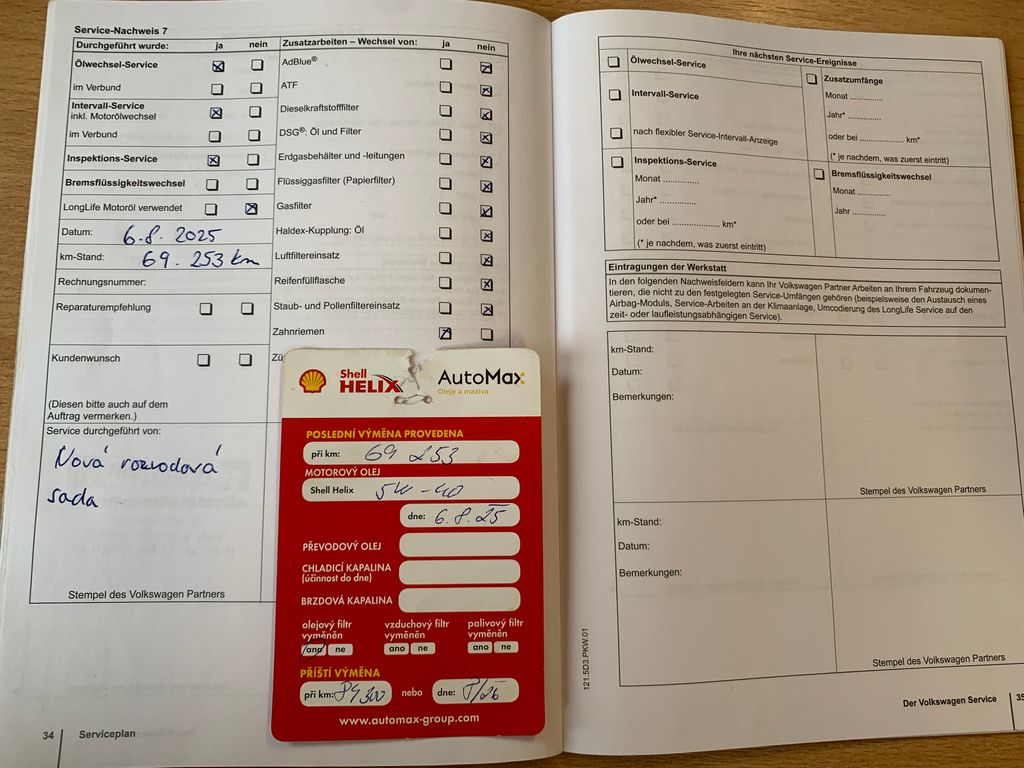 Service-Nachweis 7
Durchgeführt wurde: ja nein
Ölwechsel-Service
im Verbund
Intervall-Service
inkl. Motorölwechsel
im Verbund
Inspektions-Service
Bremsflüssigkeitswechsel
LongLife Motoröl verwendet
Datum: 6.8.2025
km-Stand: 69.253 km
Rechnungsnummer:
Reparaturempfehlung
Kundenwunsch
(Diesen bitte auch auf dem
Auftrag vermerken.)
Service durchgeführt von:
Nová rozvodová
sada
Stempel des Volkswagen Partners
Zusatzarbeiten – Wechsel von: ja nein
AdBlue®
ATF
Dieselkraftstofffilter
DSG®: Öl und Filter
Erdgasbehälter und -leitungen
Flüssiggasfilter (Papierfilter)
Gasfilter
Haldex-Kupplung: Öl
Luftfiltereinsatz
Reifenfüllflasche
Staub- und Pollenfiltereinsatz
Zahnriemen
34 Serviceplan
Shell
HELIX
AutoMax
Oleje a maziva
POSLEDNÍ VÝMĚNA PROVEDENA
při km: 69 253
MOTOROVÝ OLEJ
Shell Helix 5W-40
dne: 6.8.25
PŘEVODOVÝ OLEJ
CHLADICÍ KAPALINA
(účinnost do dne)
BRZDOVÁ KAPALINA
olejový filtr vzduchový filtr palivový filtr
vyměněn vyměněn vyměněn
ano ne ano ne ano ne
PŘÍŠTÍ VÝMĚNA
při km: 84 300 nebo dne: 8/26
www.automax-group.com
Ihre nächsten Service-Ereignisse
Ölwechsel-Service
Intervall-Service
nach flexibler Service-Intervall-Anzeige
Inspektions-Service
Monat ..............
Jahr* ..............
oder bei .................... km*
(* je nachdem, was zuerst eintritt)
Zusatzumfänge
Monat .............
Jahr* .............
oder bei .................... km*
(* je nachdem, was zuerst eintritt)
Bremsflüssigkeitswechsel
Monat .............
Jahr .............
Eintragungen der Werkstatt
In den folgenden Nachweisfeldern kann Ihr Volkswagen Partner Arbeiten an Ihrem Fahrzeug dokumen-
tieren, die nicht zu den festgelegten Service-Umfängen gehören (beispielsweise den Austausch eines
Airbag-Moduls, Service-Arbeiten an der Klimaanlage, Umcodierung des LongLife Service auf den
zeit- oder laufleistungsabhängigen Service).
km-Stand:
Datum:
Bemerkungen:
Stempel des Volkswagen Partners
km-Stand:
Datum:
Bemerkungen:
Stempel des Volkswagen Partners
121.5D3.PKW.01
Der Volkswagen Service 35